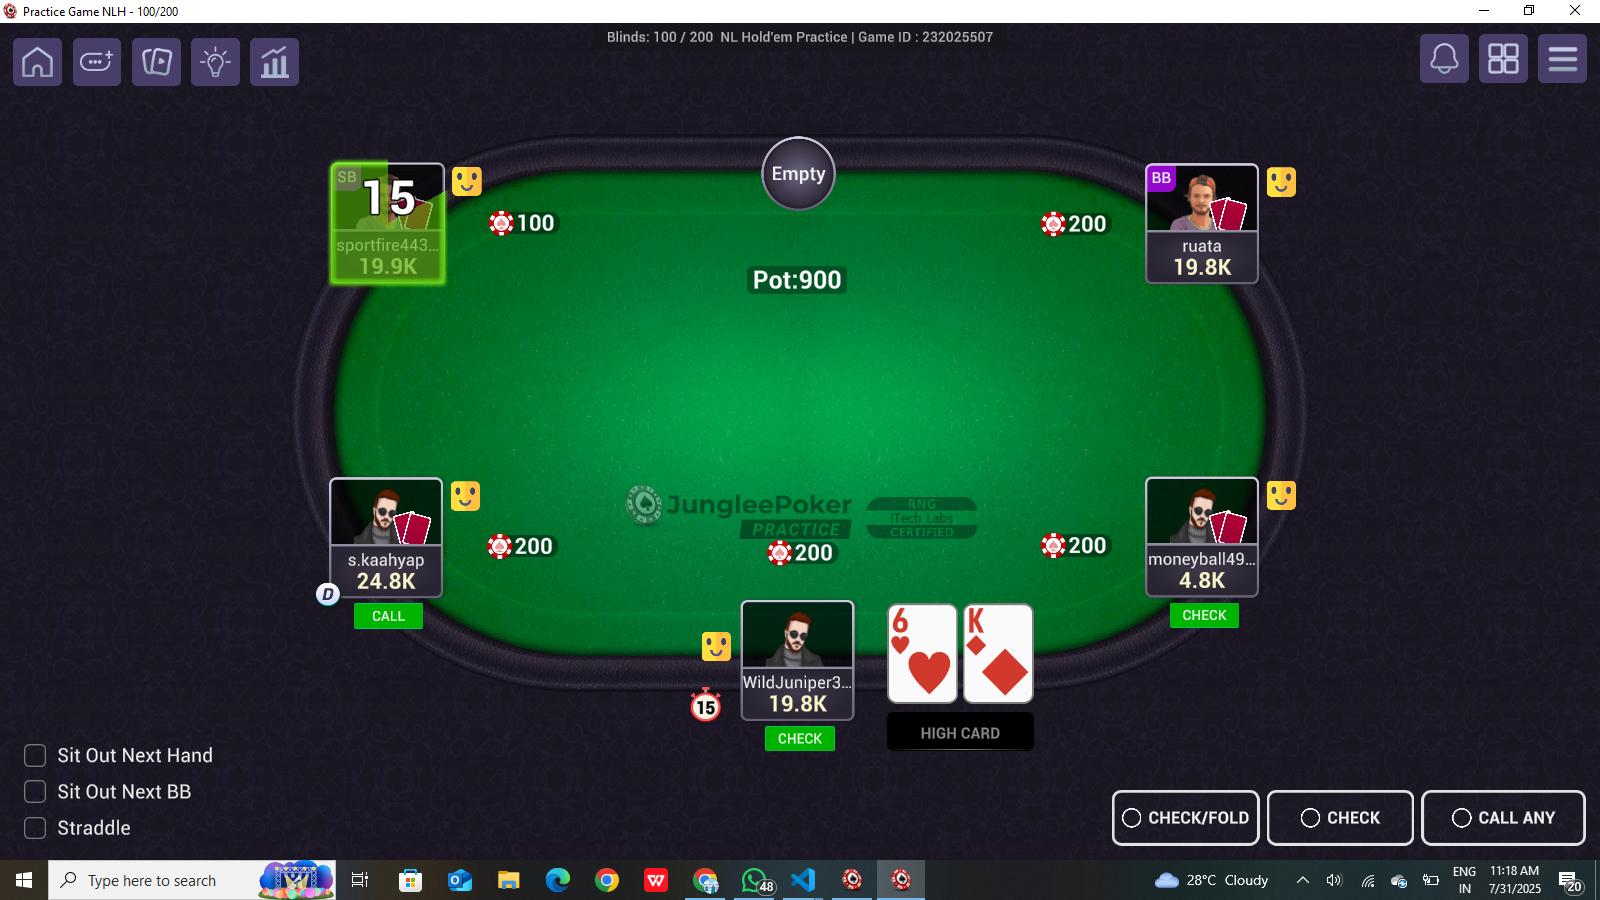 Practice Game NLH - 100/200
Blinds: 100 / 200 NL Hold'em Practice | Game ID : 232025507
SB
15
sportfire443...
19.9K
100
Empty
BB
ruata
19.8K
200
Pot:900
JungleePoker
PRACTICE
RNG
iTech Labs
CERTIFIED
s.kaahyap
24.8K
D
CALL
200
200
200
moneyball49...
4.8K
CHECK
15
WildJuniper3...
19.8K
CHECK
6
K
HIGH CARD
Sit Out Next Hand
Sit Out Next BB
Straddle
CHECK/FOLD
CHECK
CALL ANY
Type here to search
W
48
28°C Cloudy
ENG
IN
11:18 AM
7/31/2025
20